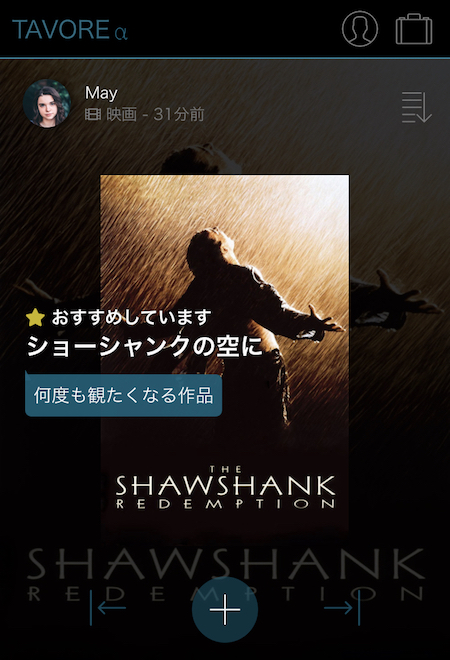 TAVORE α
May
映画 - 31分前
おすすめしています
ショーシャンクの空に
何度も観たくなる作品
THE
SHAWSHANK
REDEMPTION
SHAWSHANK
REDEMPTION